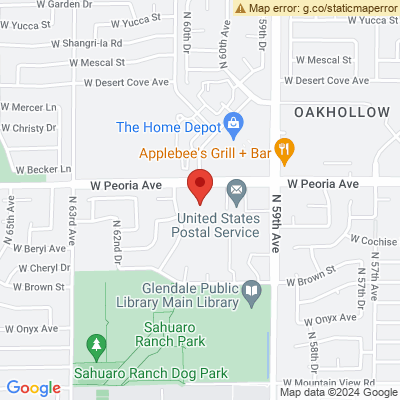 Map error: g.co/staticmaperror
W Garden Dr
W Yucca St
W Yucca St
W Yucca St
W Shangri-la Rd
N 60th Dr
N 60th Ave
N 59th Dr
W Mescal St
W Mescal St
W Desert Cove Ave
W Desert Cove Ave
W Mercer Ln
OAKHOLLOW
W Christy Dr
The Home Depot
Applebee's Grill + Bar
W Becker Ln
W Peoria Ave
W Peoria Ave
United States
Postal Service
N 65th Ave
N 63rd Ave
N 62nd Dr
N 59th Ave
W Beryl Ave
W Cochise
W Cheryl Dr
W Brown St
W Brown St
N 57th Dr
N 57th Ave
Glendale Public
Library Main Library
W Onyx Ave
W Onyx Ave
Sahuaro
Ranch Park
N 58th Dr
Sahuaro Ranch Dog Park
W Mountain View Rd
Google
Map data ©2024 Google